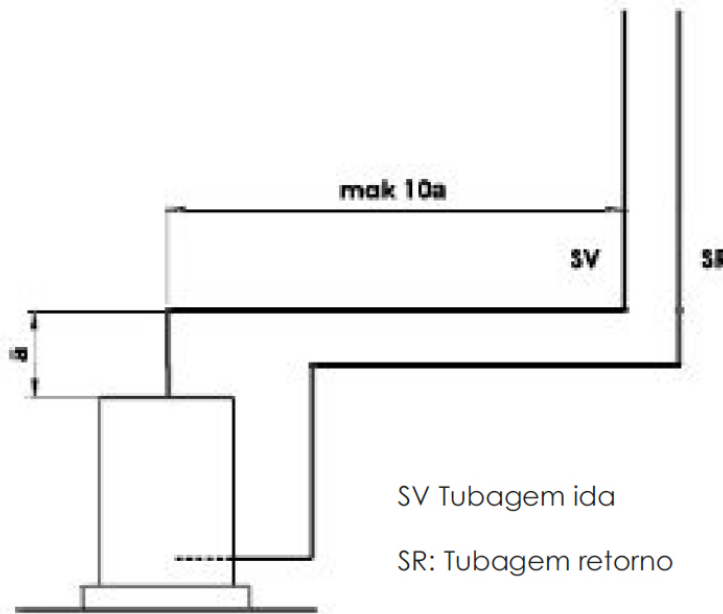 mak 10a
SV
SR
a
SV Tubagem ida
SR: Tubagem retorno